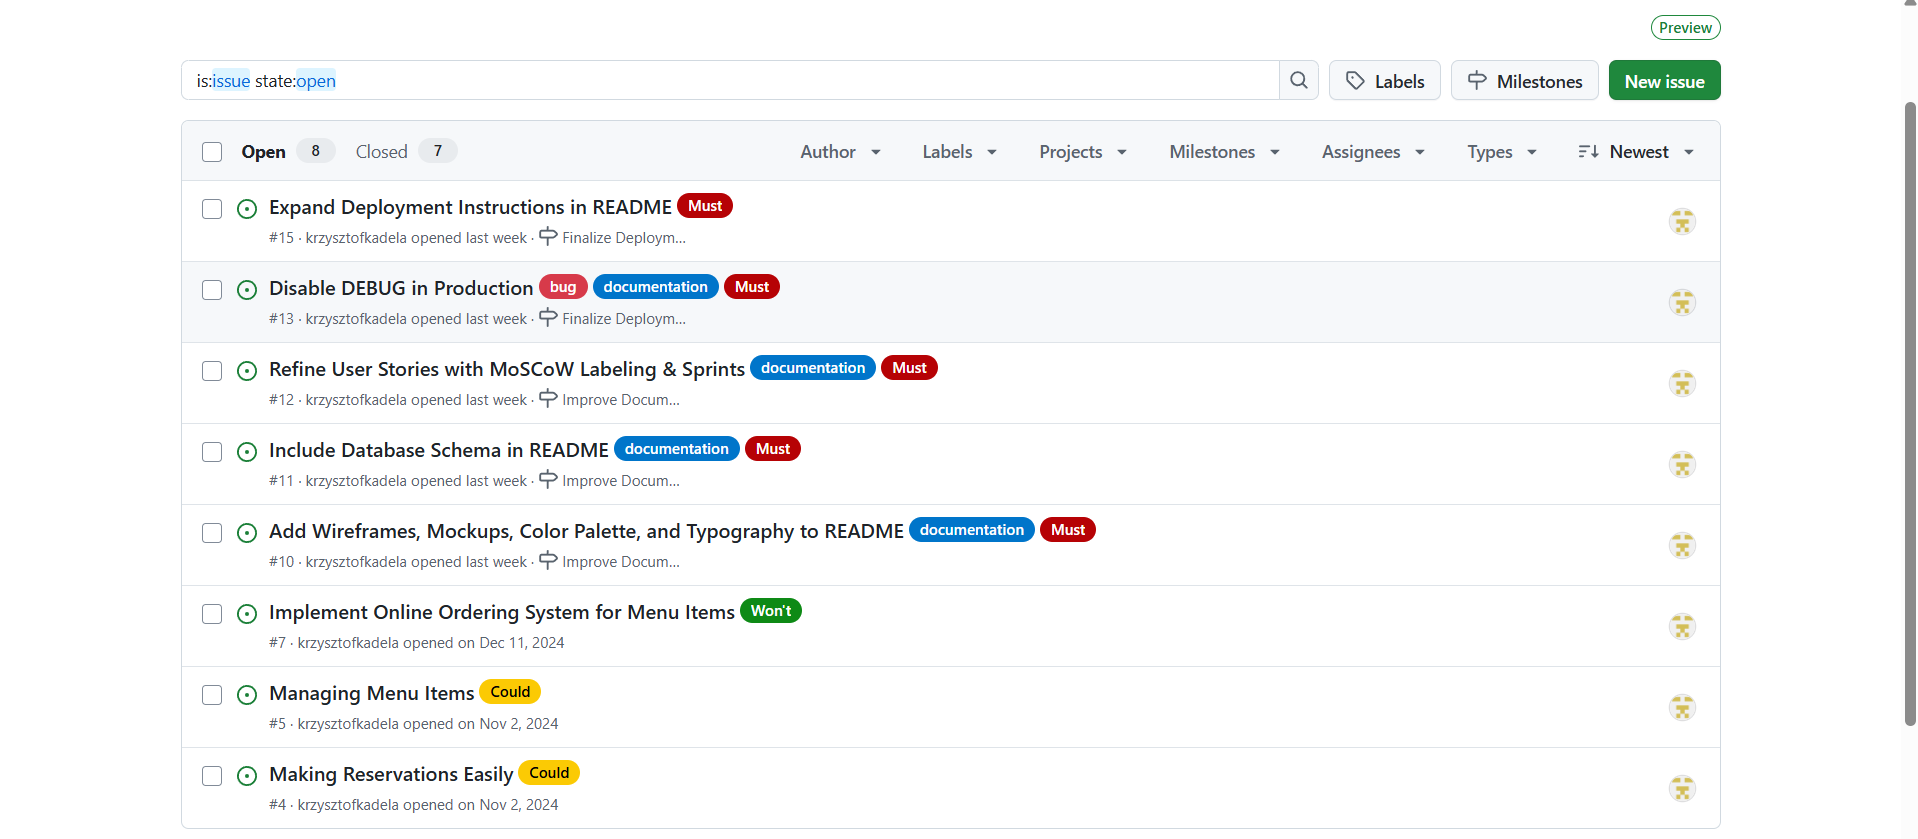 Preview
is:issue state:open
Labels
Milestones
New issue
Open 8 Closed 7 Author Labels Projects Milestones Assignees Types Newest
Expand Deployment Instructions in README Must
#15 · krzysztofkadela opened last week · Finalize Deploym...
Disable DEBUG in Production bug documentation Must
#13 · krzysztofkadela opened last week · Finalize Deploym...
Refine User Stories with MoSCoW Labeling & Sprints documentation Must
#12 · krzysztofkadela opened last week · Improve Docum...
Include Database Schema in README documentation Must
#11 · krzysztofkadela opened last week · Improve Docum...
Add Wireframes, Mockups, Color Palette, and Typography to README documentation Must
#10 · krzysztofkadela opened last week · Improve Docum...
Implement Online Ordering System for Menu Items Won't
#7 · krzysztofkadela opened on Dec 11, 2024
Managing Menu Items Could
#5 · krzysztofkadela opened on Nov 2, 2024
Making Reservations Easily Could
#4 · krzysztofkadela opened on Nov 2, 2024